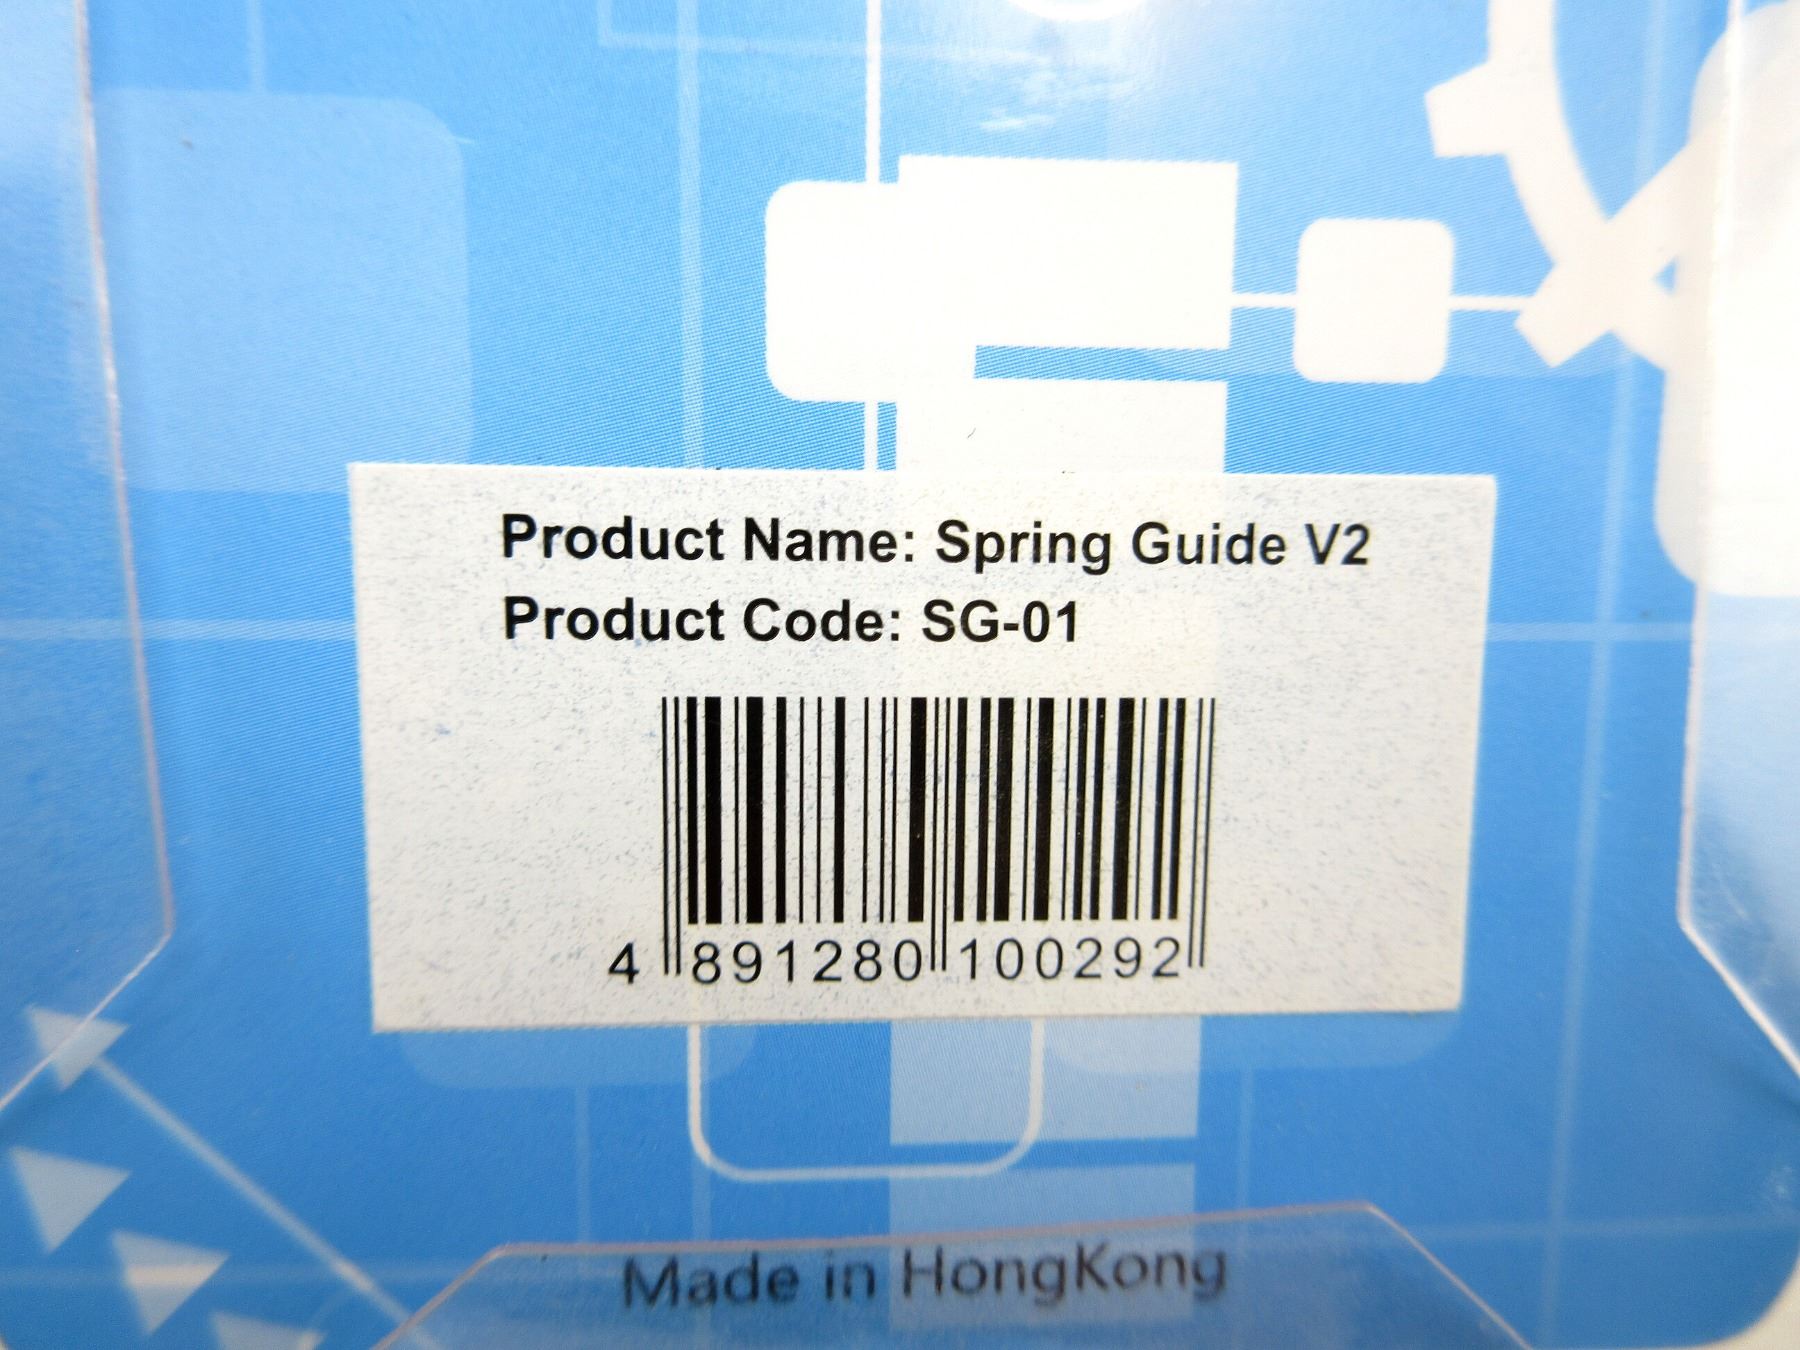 Product Name: Spring Guide V2
Product Code: SG-01
4 891280 100292
Made in HongKong